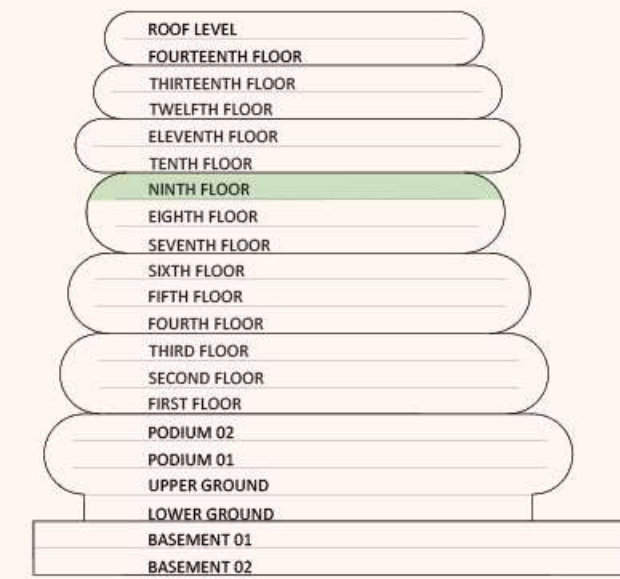 ROOF LEVEL
FOURTEENTH FLOOR
THIRTEENTH FLOOR
TWELFTH FLOOR
ELEVENTH FLOOR
TENTH FLOOR
NINTH FLOOR
EIGHTH FLOOR
SEVENTH FLOOR
SIXTH FLOOR
FIFTH FLOOR
FOURTH FLOOR
THIRD FLOOR
SECOND FLOOR
FIRST FLOOR
PODIUM 02
PODIUM 01
UPPER GROUND
LOWER GROUND
BASEMENT 01
BASEMENT 02